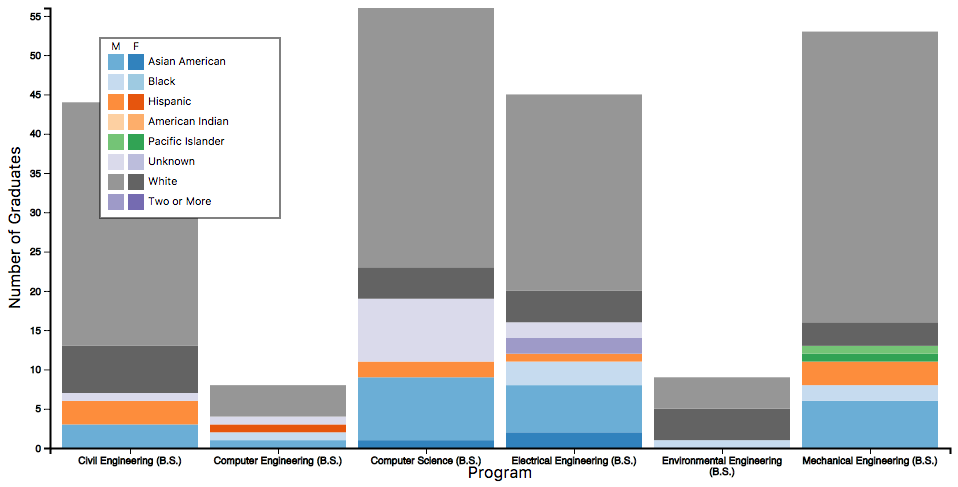 55
50
45
40
35
30
25
20
15
10
5
0
Number of Graduates
M F
Asian American
Black
Hispanic
American Indian
Pacific Islander
Unknown
White
Two or More
Civil Engineering (B.S.)
Computer Engineering (B.S.)
Computer Science (B.S.)
Electrical Engineering (B.S.)
Environmental Engineering
(B.S.)
Mechanical Engineering (B.S.)
Program